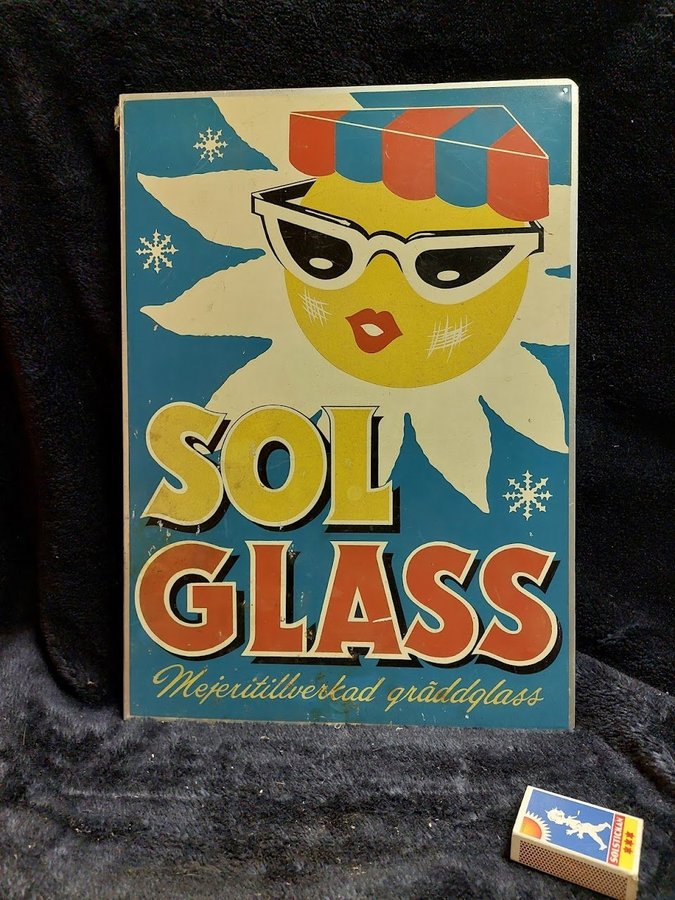 SOL
GLASS
Mejeritillverkad gräddglass
SOLSTICKAN